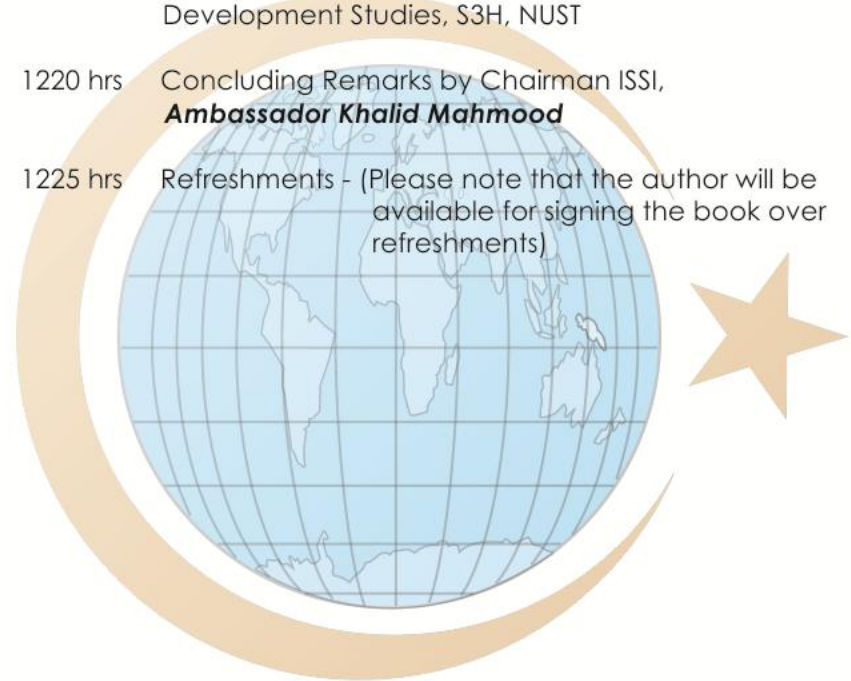 Development Studies, S3H, NUST
1220 hrs Concluding Remarks by Chairman ISSI,
Ambassador Khalid Mahmood
1225 hrs Refreshments - (Please note that the author will be
available for signing the book over
refreshments)